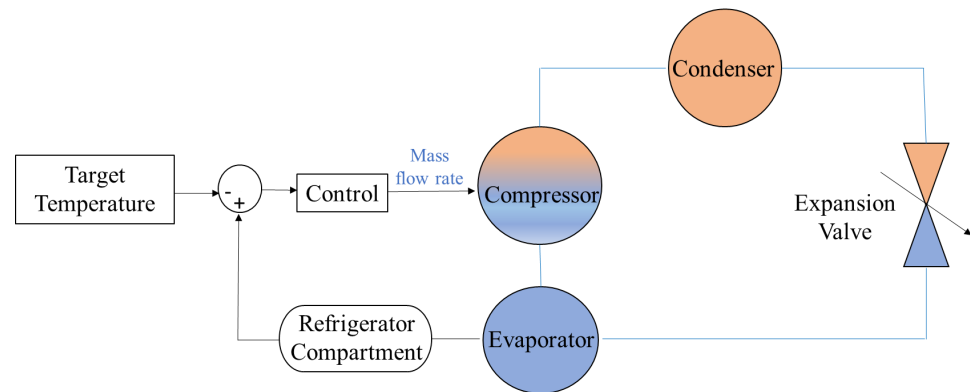 Condenser
Mass
flow rate
Target
Temperature
-
+
Control
Compressor
Expansion
Valve
Refrigerator
Compartment
Evaporator